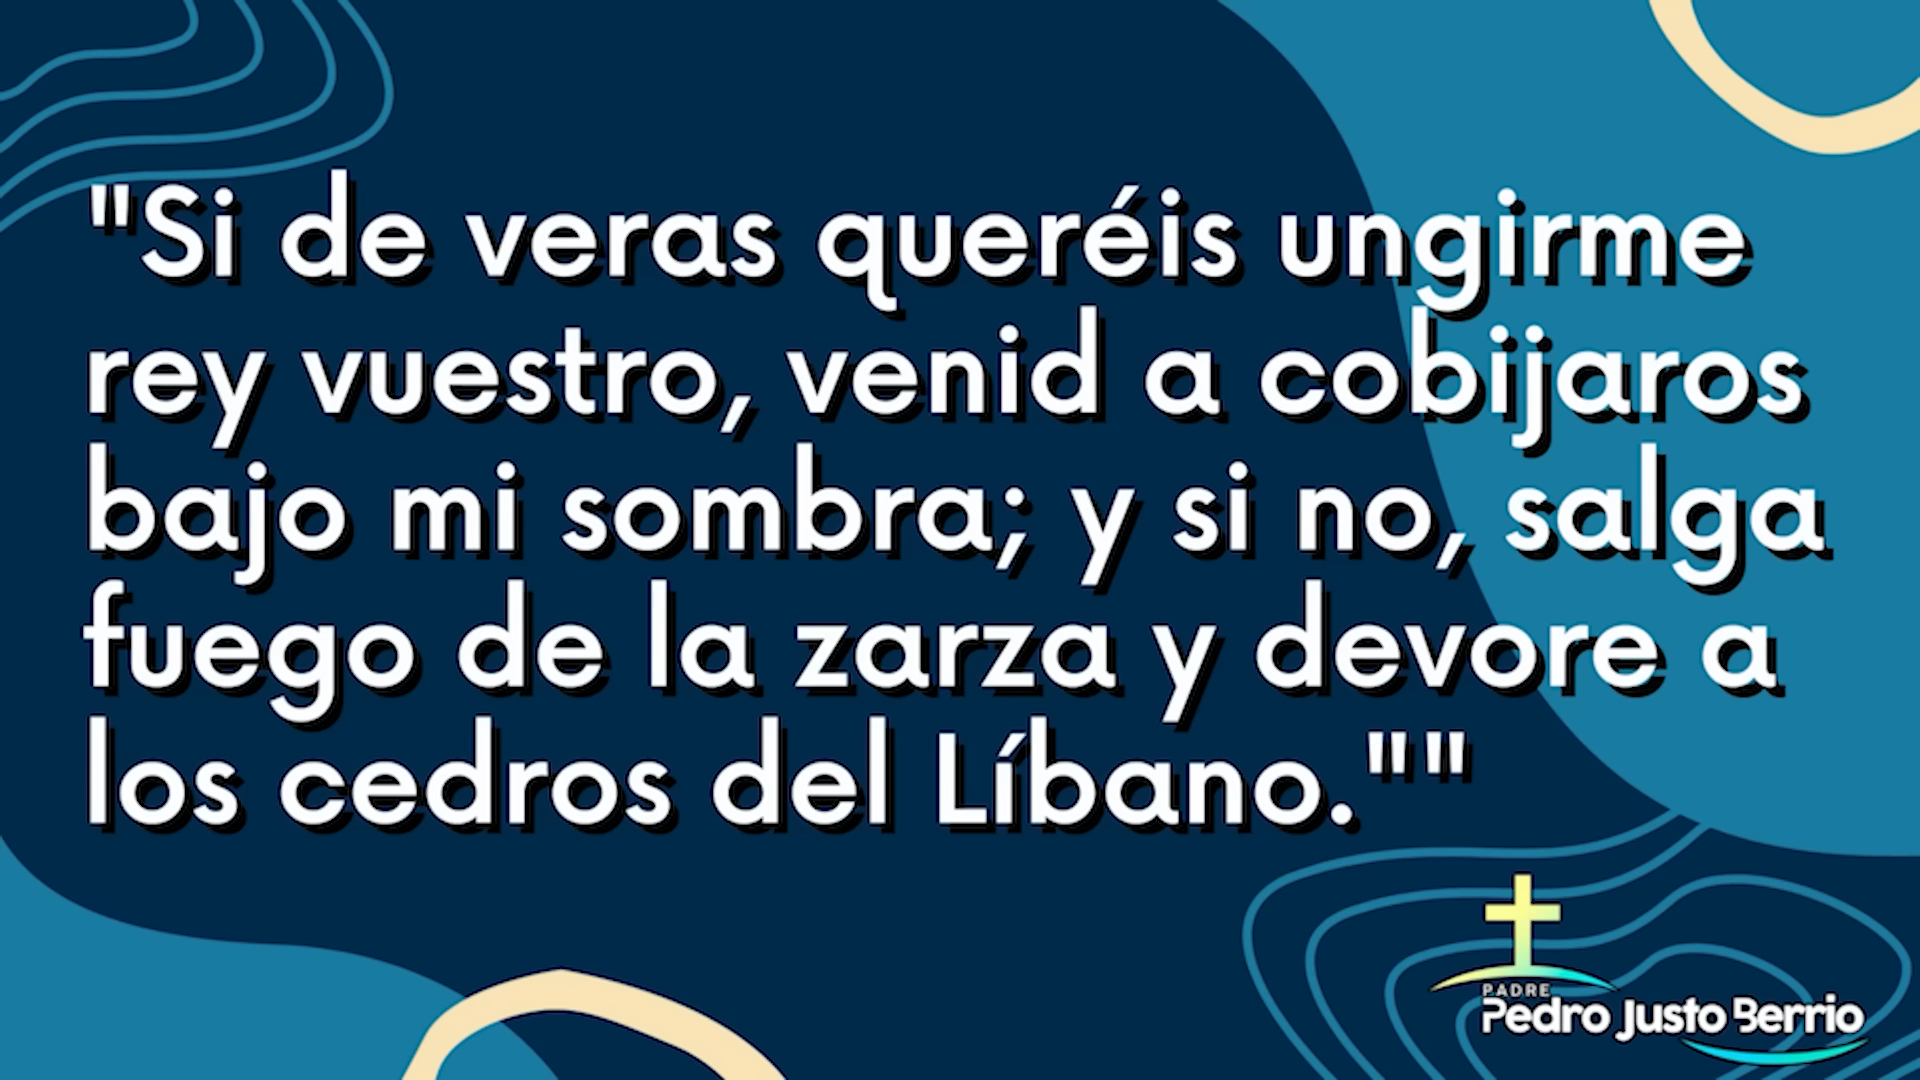 "Si de veras queréis ungirme
rey vuestro, venid a cobijaros
bajo mi sombra; y si no, salga
fuego de la zarza y devore a
los cedros del Líbano.""
PADRE
Pedro Justo Berrio